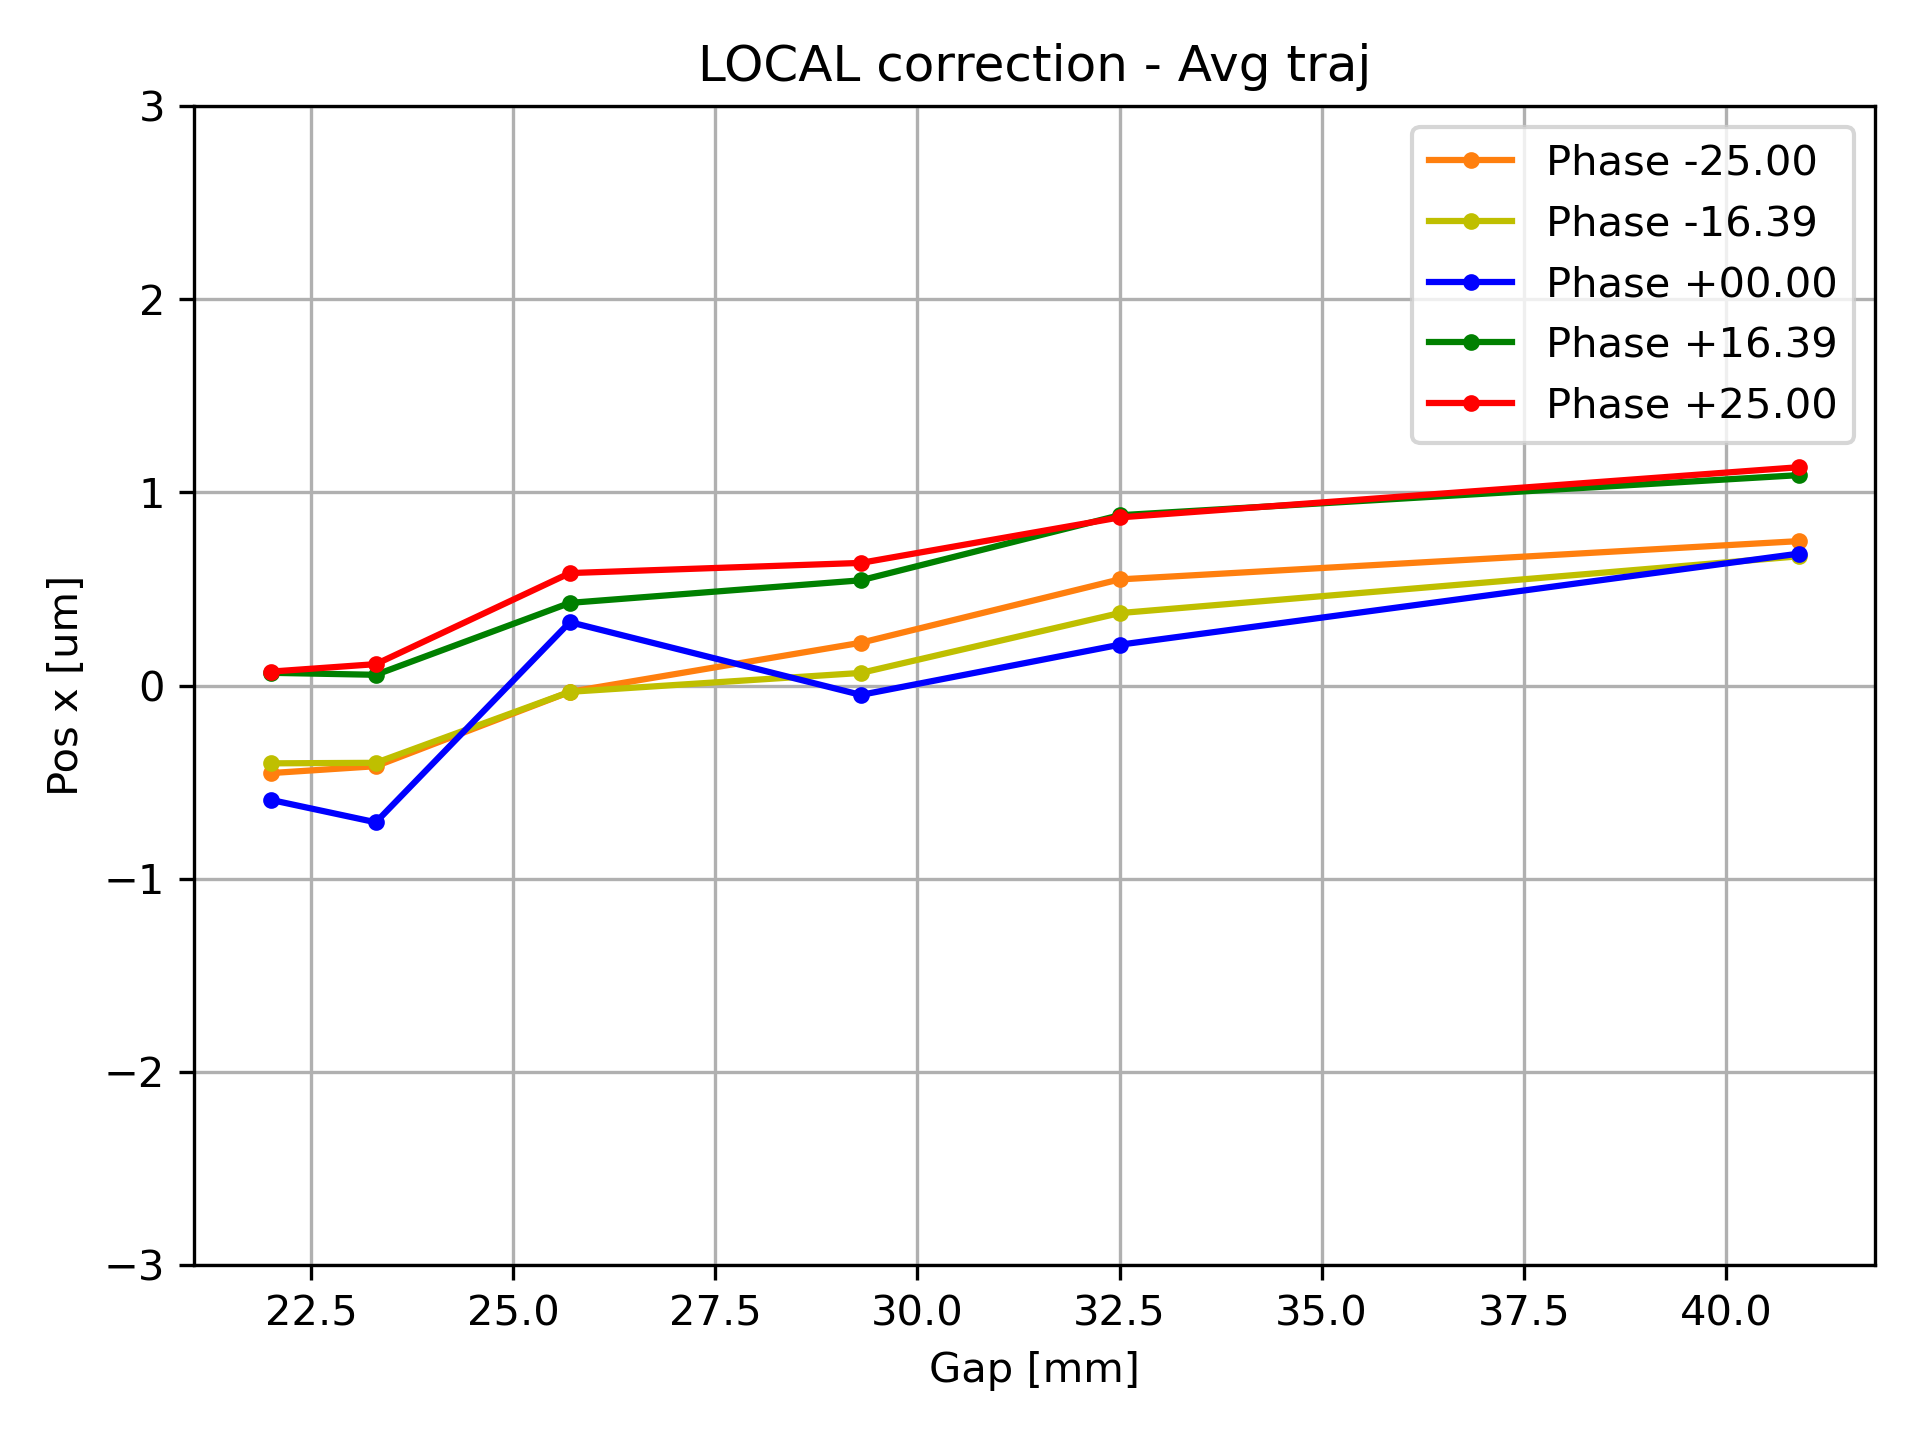 LOCAL correction - Avg traj
3
2
1
0
−1
−2
−3
Pos x [um]
Phase -25.00
Phase -16.39
Phase +00.00
Phase +16.39
Phase +25.00
22.5 25.0 27.5 30.0 32.5 35.0 37.5 40.0
Gap [mm]